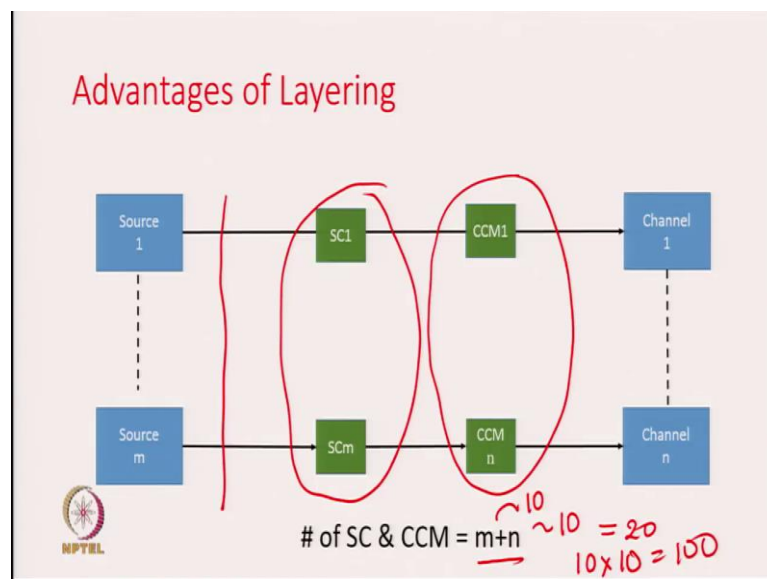 Advantages of Layering
Source
1
SC1
CCM1
Channel
1
Source
m
SCm
CCM
n
Channel
n
# of SC & CCM = m+n
~10
~10 = 20
10x10 = 100
NPTEL